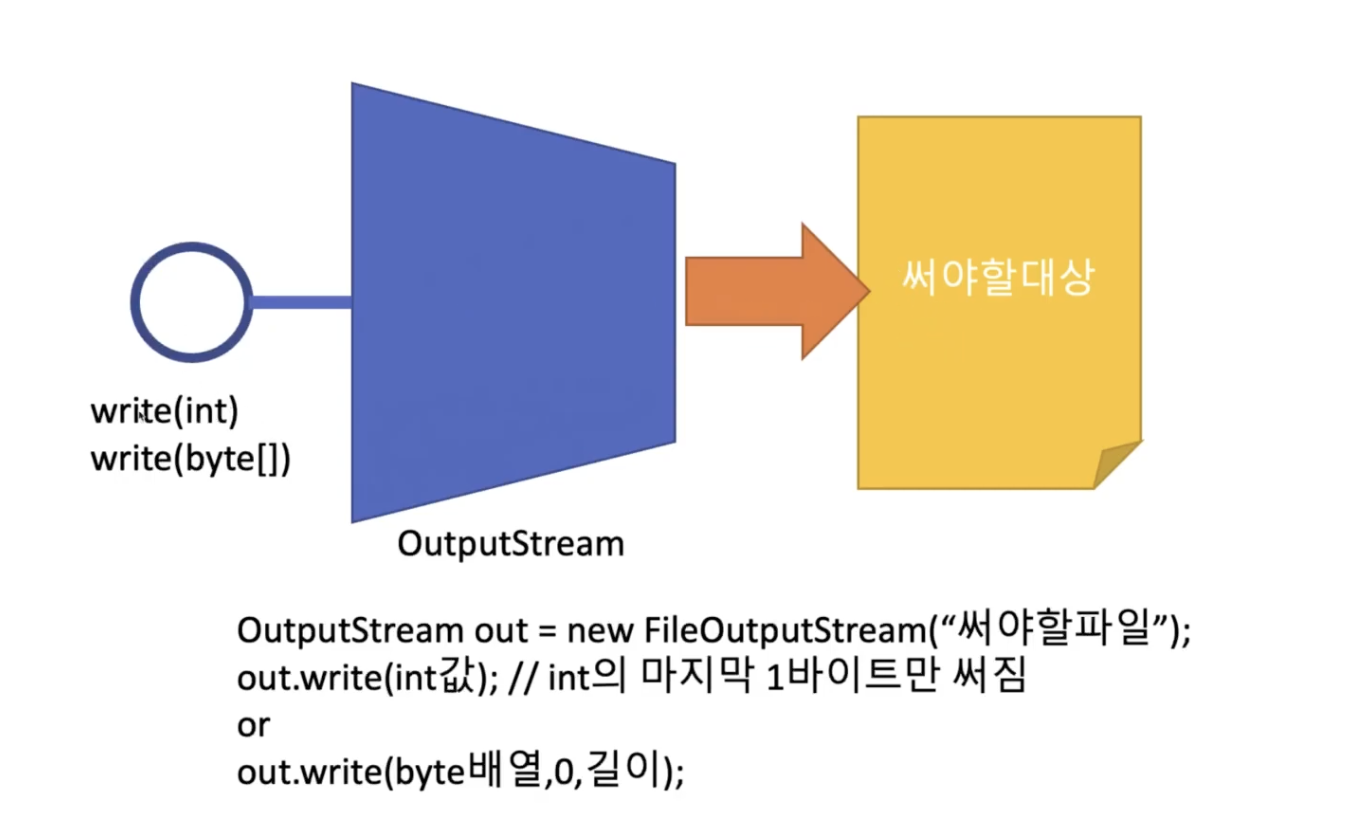 써야할대상
write(int)
write(byte[])
OutputStream
OutputStream out = new FileOutputStream(“써야할파일”);
out.write(int값); // int의 마지막 1바이트만 써짐
or
out.write(byte배열,0,길이);